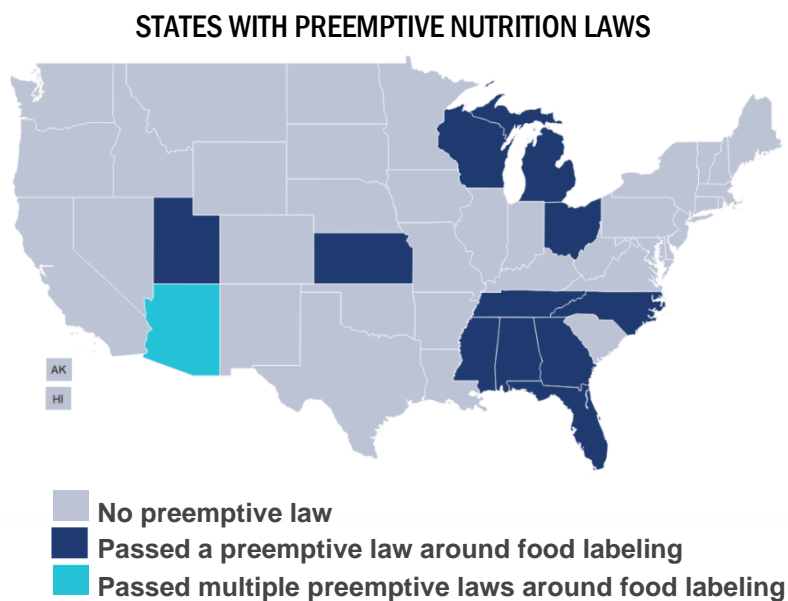 STATES WITH PREEMPTIVE NUTRITION LAWS
AK
HI
No preemptive law
Passed a preemptive law around food labeling
Passed multiple preemptive laws around food labeling